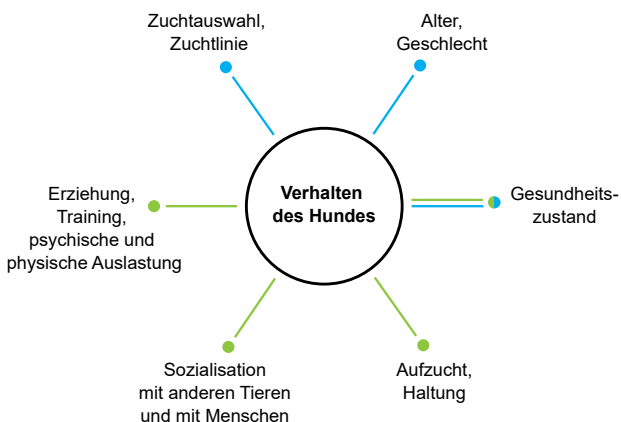 Zuchtauswahl,
Zuchtlinie
Alter,
Geschlecht
Verhalten
des Hundes
Erziehung,
Training,
psychische und
physische Auslastung
Gesundheits-
zustand
Sozialisation
mit anderen Tieren
und mit Menschen
Aufzucht,
Haltung